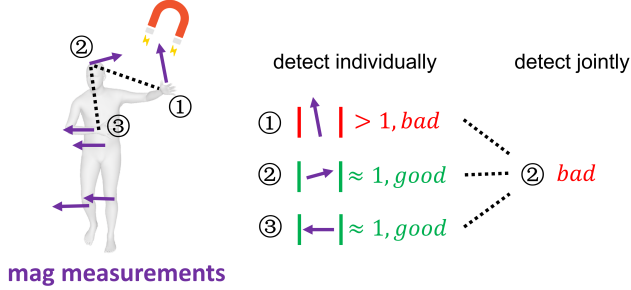 ②
①
③
mag measurements
detect individually
detect jointly
① | | > 1, bad
② | | ≈ 1, good
③ | | ≈ 1, good
② bad